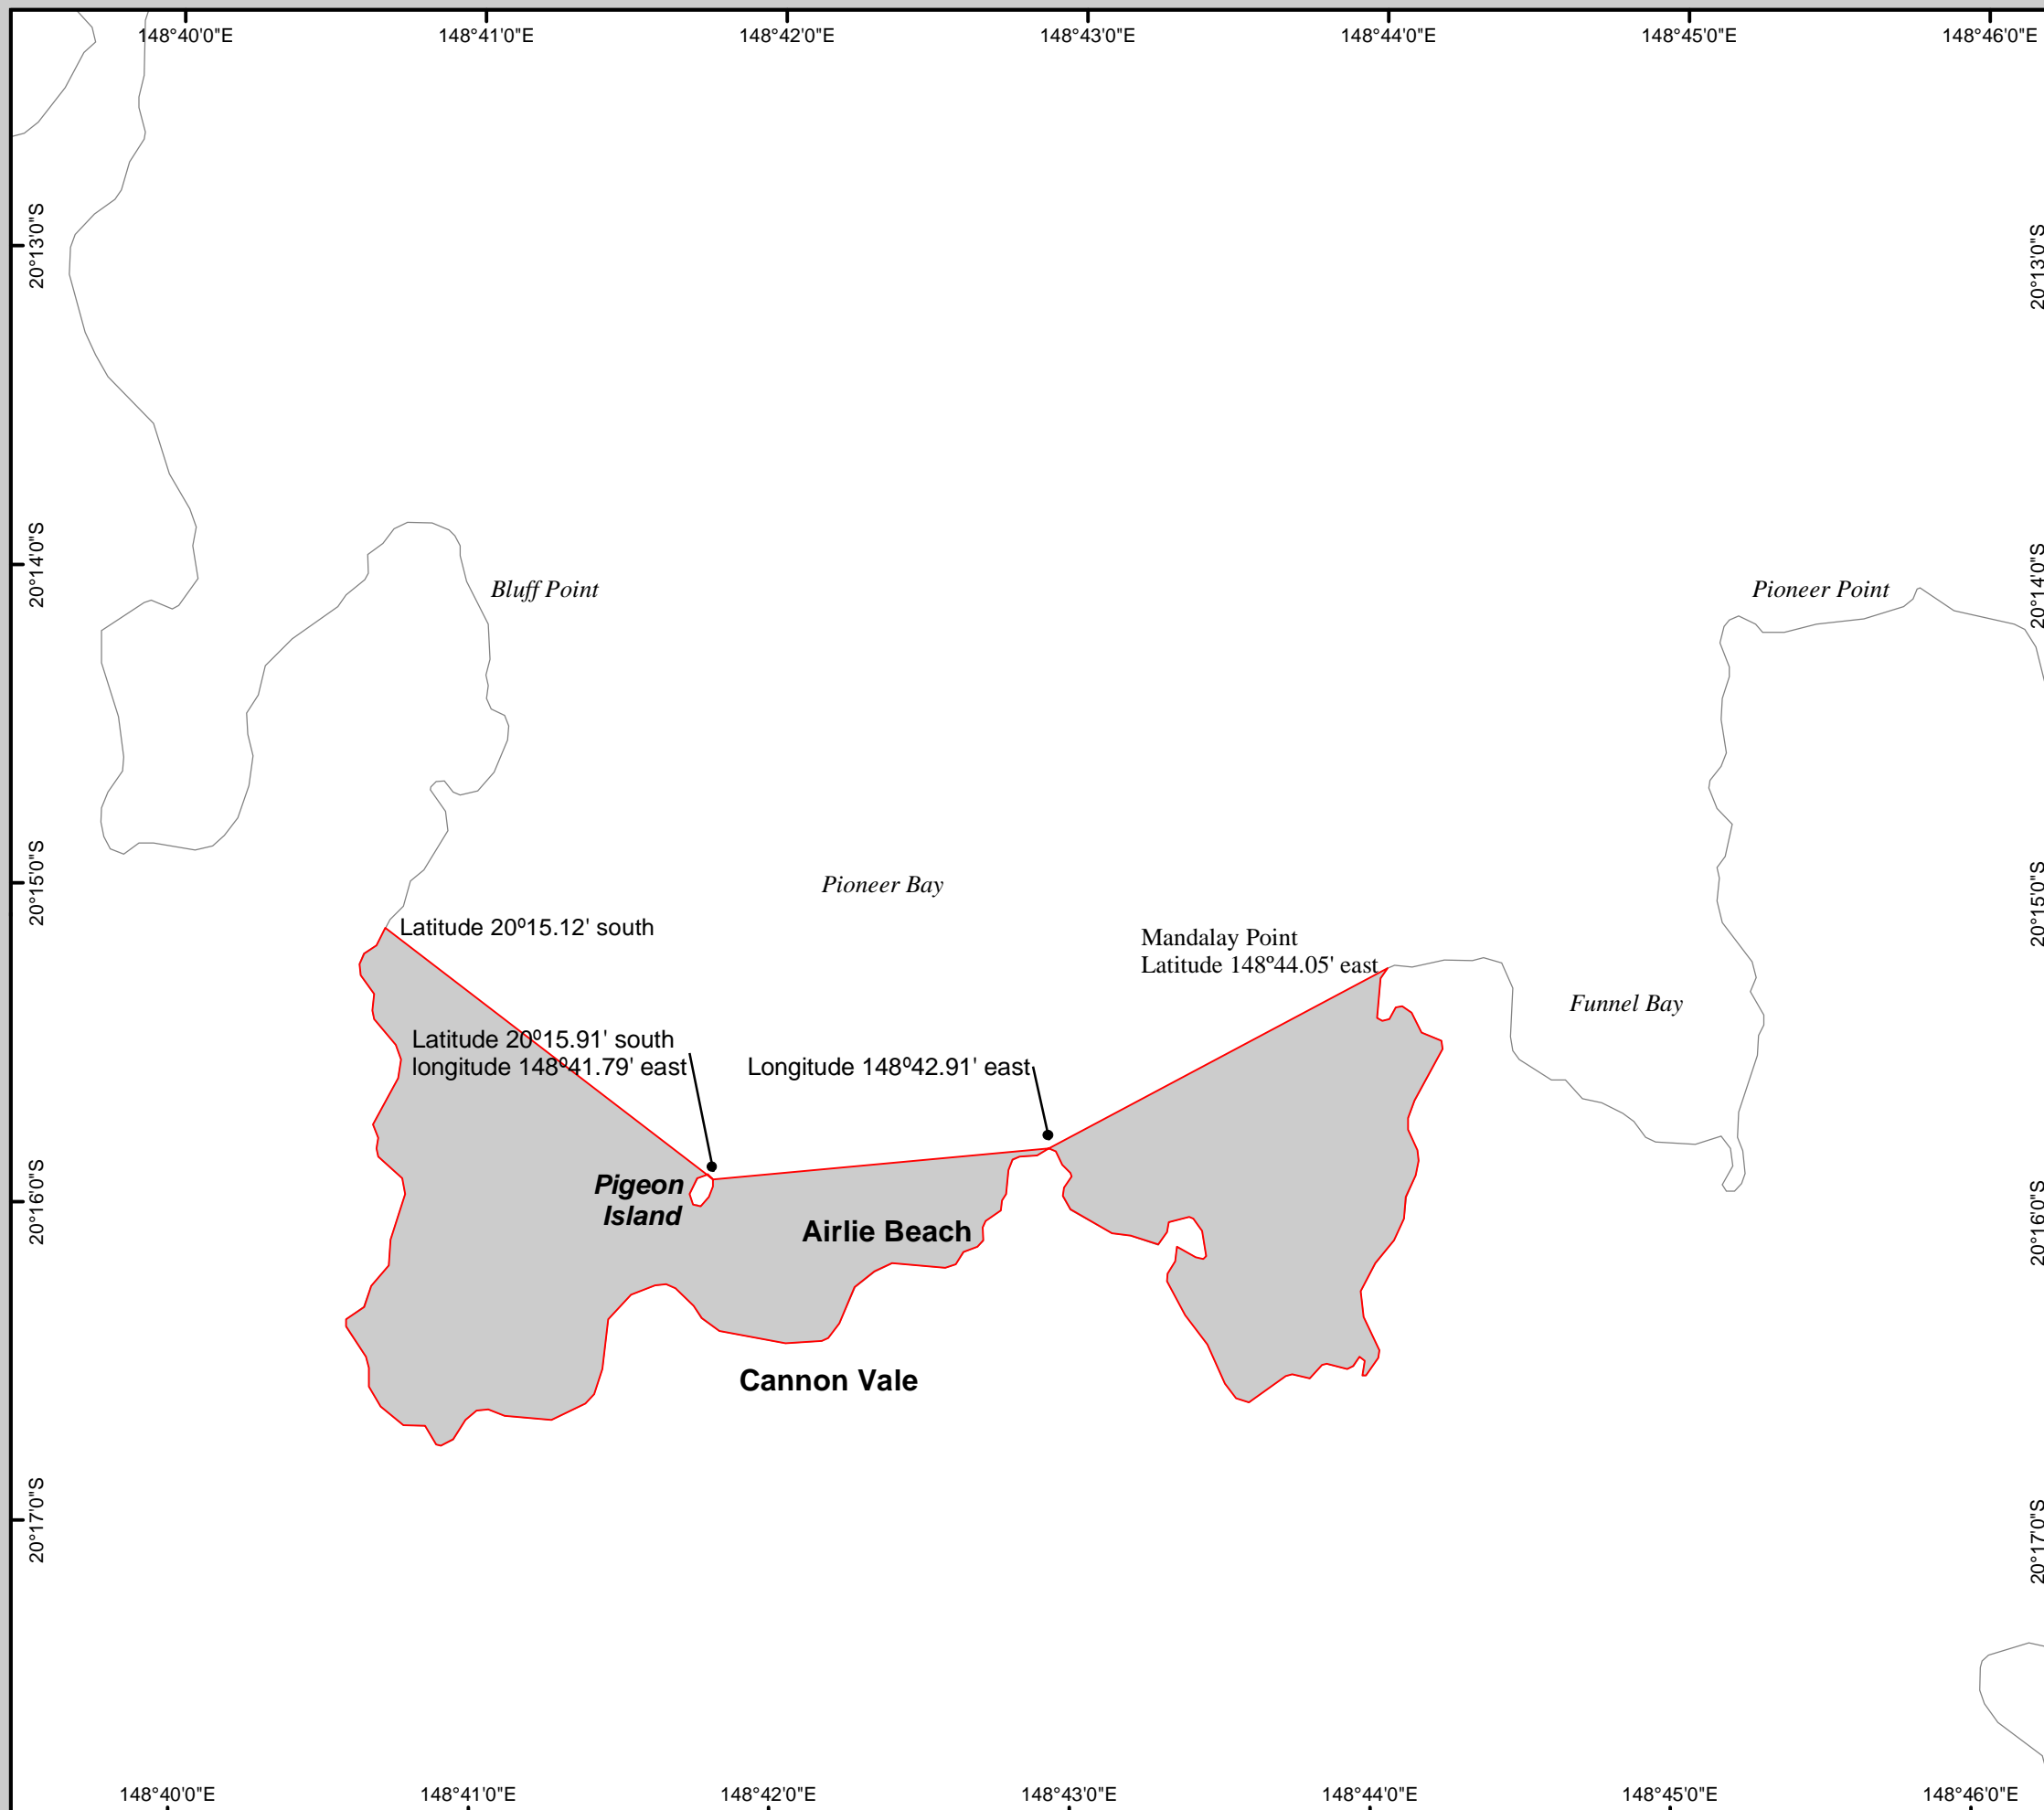 148°40'0"E
148°41'0"E
148°42'0"E
148°43'0"E
148°44'0"E
148°45'0"E
148°46'0"E
20°13'0"S
20°13'0"S
20°14'0"S
Bluff Point
Pioneer Point
20°14'0"S
20°15'0"S
Pioneer Bay
20°15'0"S
Latitude 20º15.12' south
Mandalay Point
Latitude 148º44.05' east
Funnel Bay
Latitude 20º15.91' south
longitude 148º41.79' east
Longitude 148º42.91' east
20°16'0"S
Pigeon
Island
Airlie Beach
20°16'0"S
Cannon Vale
20°17'0"S
20°17'0"S
148°40'0"E
148°41'0"E
148°42'0"E
148°43'0"E
148°44'0"E
148°45'0"E
148°46'0"E